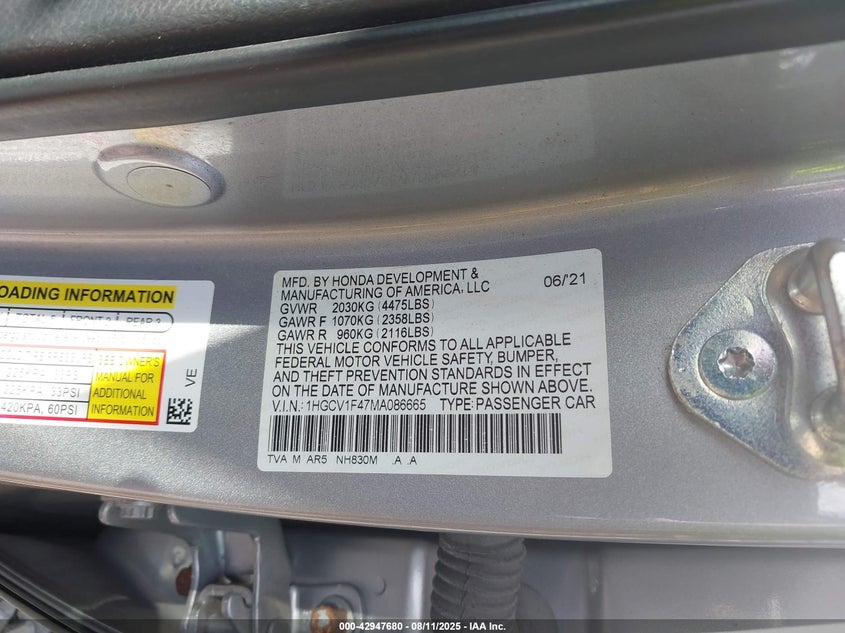 MFD. BY HONDA DEVELOPMENT & 06/'21
MANUFACTURING OF AMERICA, LLC
GVWR 2030KG (4475LBS)
GAWR F 1070KG (2358LBS)
GAWR R 960KG (2116LBS)
THIS VEHICLE CONFORMS TO ALL APPLICABLE
FEDERAL MOTOR VEHICLE SAFETY, BUMPER,
AND THEFT PREVENTION STANDARDS IN EFFECT
ON THE DATE OF MANUFACTURE SHOWN ABOVE.
V.I.N.: 1HGCV1F47MA086665 TYPE:PASSENGER CAR
TVA M AR5 NH830M .A .A
OADING INFORMATION
SEE OWNER'S
MANUAL FOR
ADDITIONAL
INFORMATION
33PSI
420KPA, 60PSI
VE
000-42947680 - 08/11/2025 - IAA Inc.